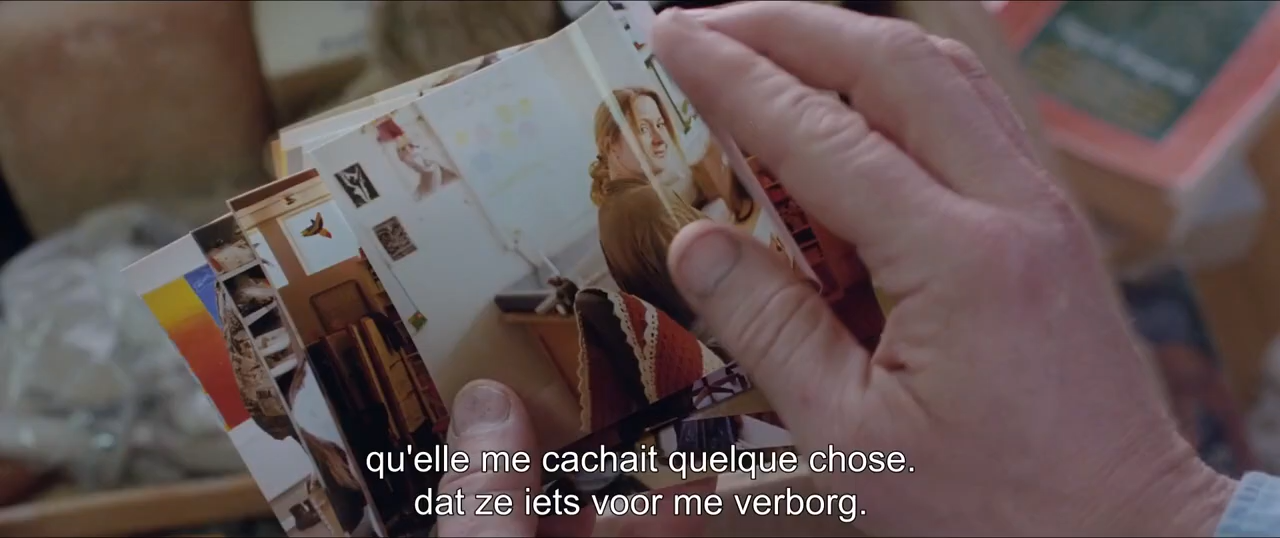 qu'elle me cachait quelque chose.
dat ze iets voor me verborg.